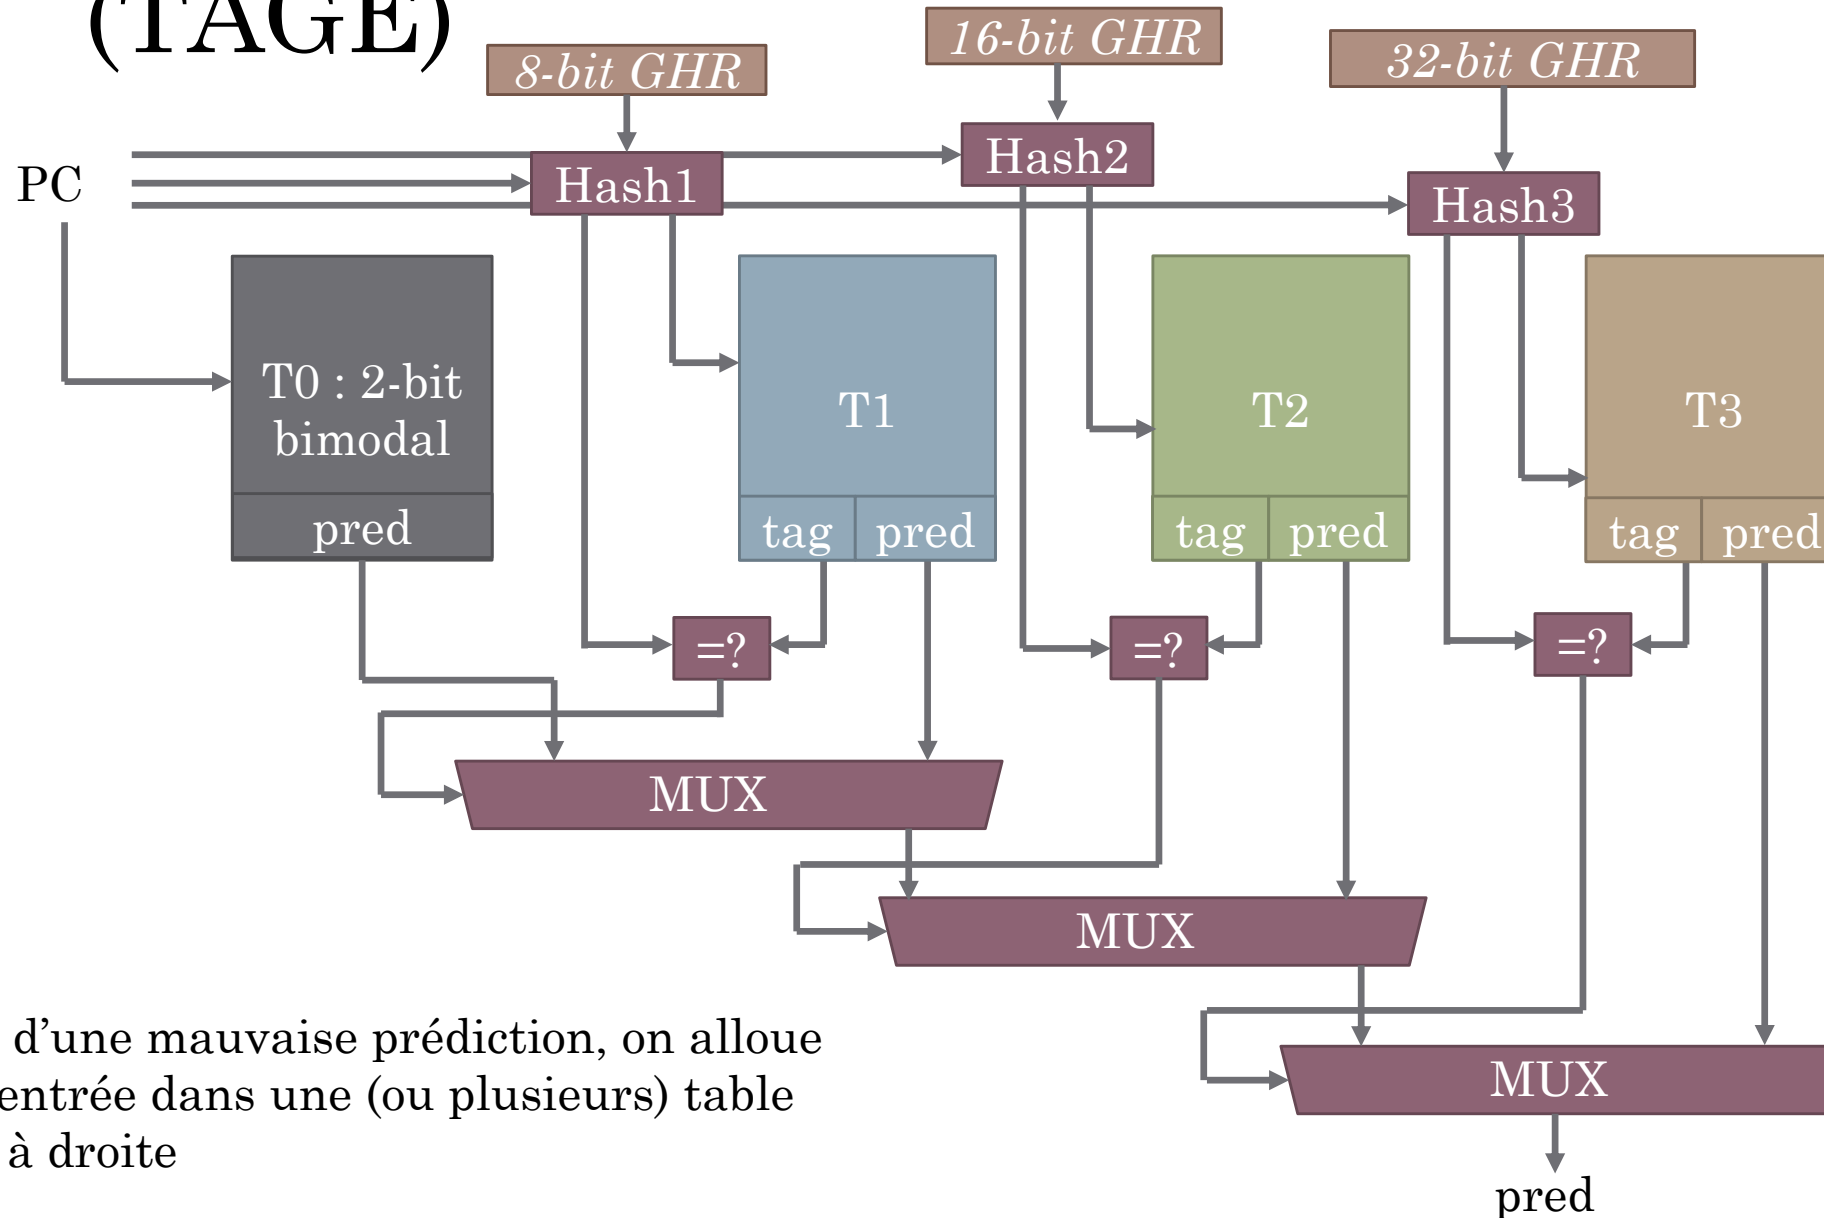 (TAGE)
8-bit GHR
16-bit GHR
32-bit GHR
PC
Hash1
Hash2
Hash3
T0 : 2-bit
bimodal
pred
T1
tag pred
T2
tag pred
T3
tag pred
=?
=?
=?
MUX
MUX
MUX
pred
d’une mauvaise prédiction, on alloue
entrée dans une (ou plusieurs) table
à droite